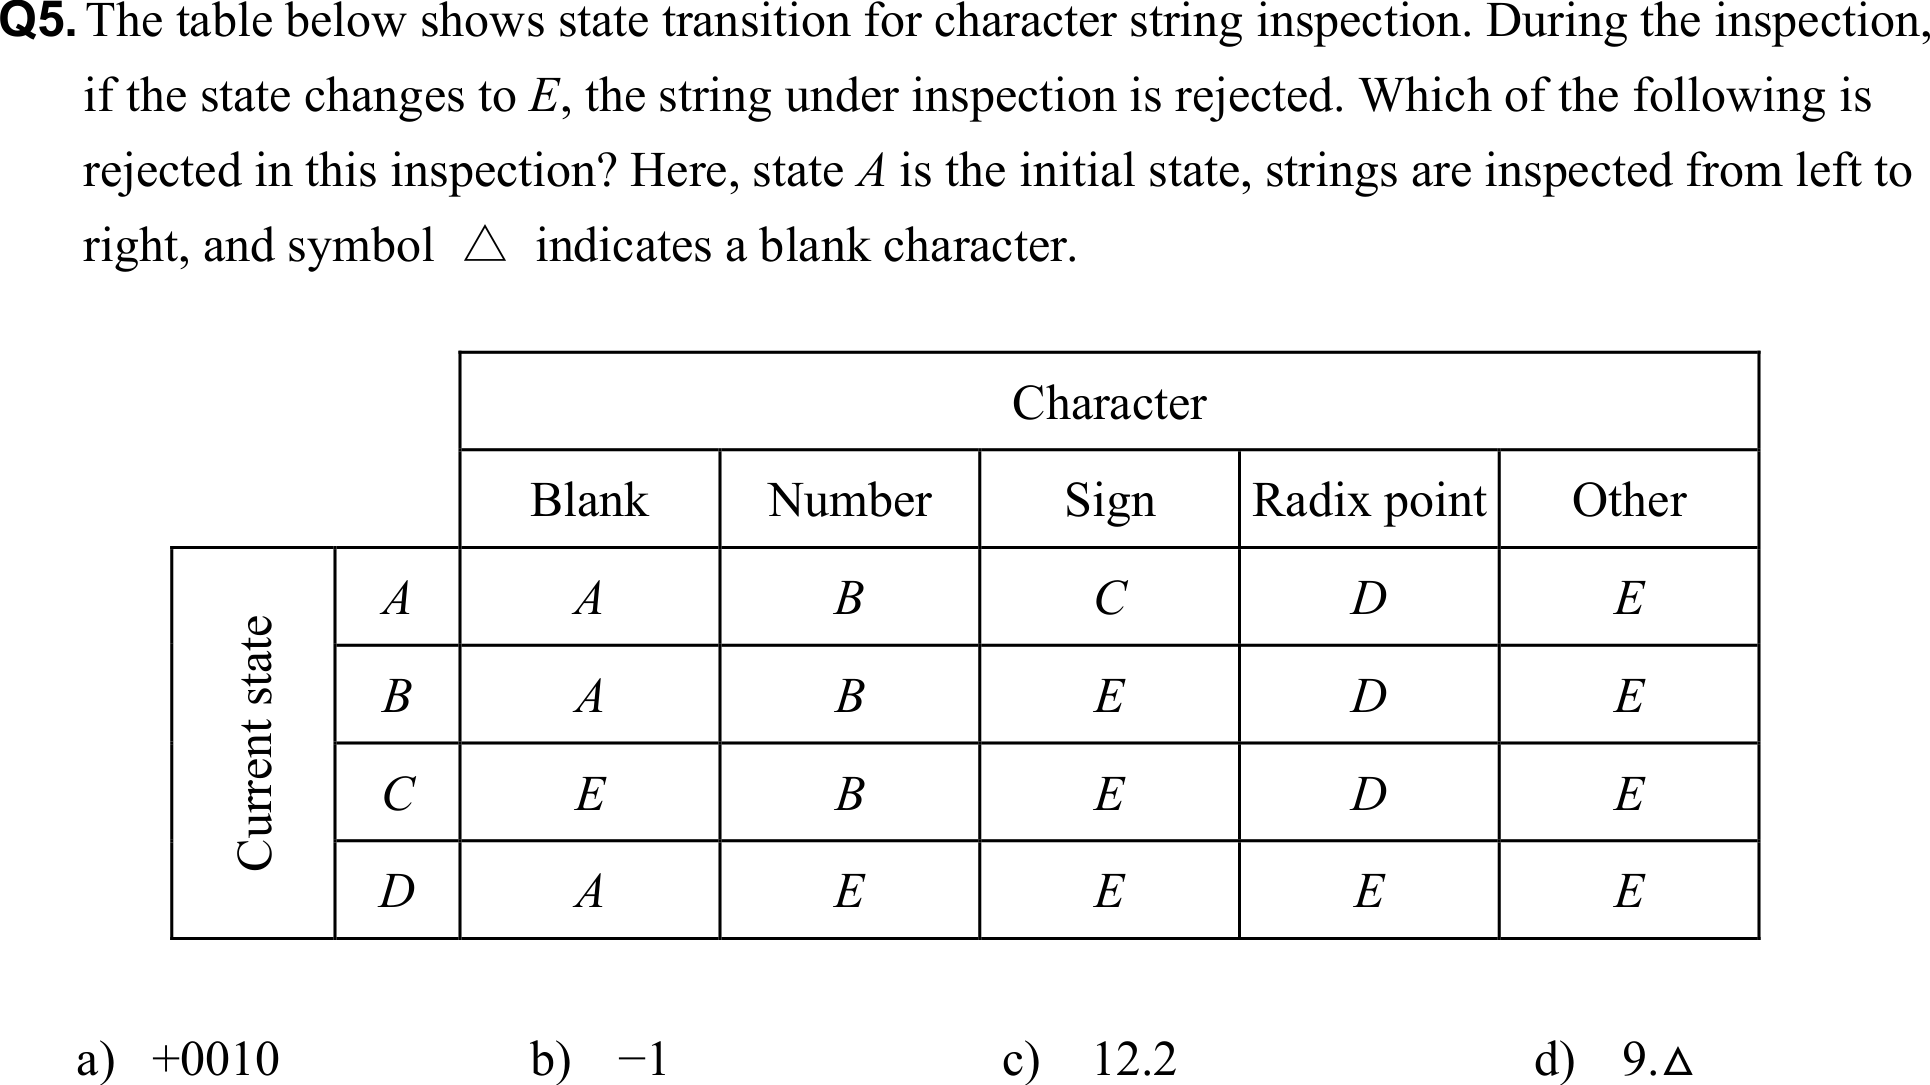 Q5. The table below shows state transition for character string inspection. During the inspection,
if the state changes to E, the string under inspection is rejected. Which of the following is
rejected in this inspection? Here, state A is the initial state, strings are inspected from left to
right, and symbol △ indicates a blank character.
Character
Blank Number Sign Radix point Other
Current state
A A B C D E
B A B E D E
C E B E D E
D A E E E E
a) +0010 b) −1 c) 12.2 d) 9.△